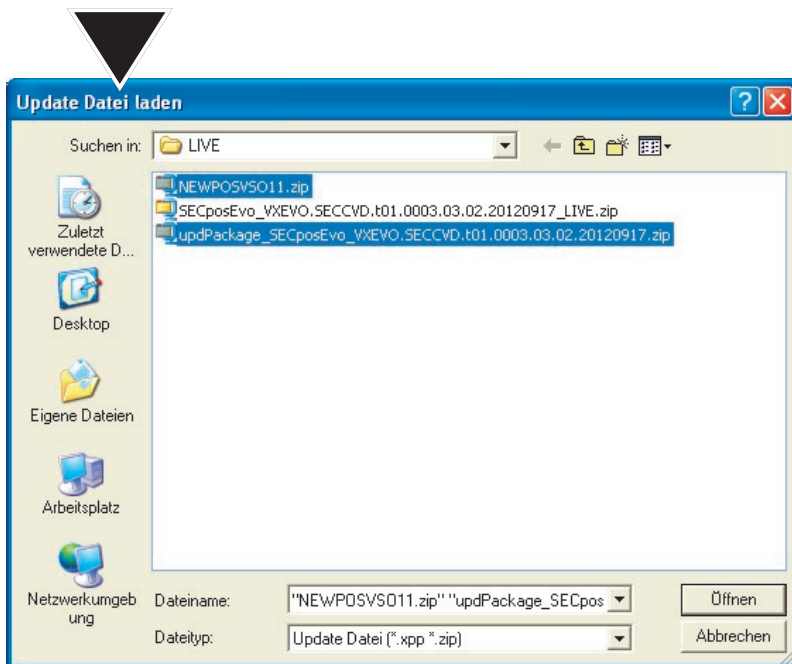 Update Datei laden
Suchen in:
LIVE
NEWPOSVSO11.zip
SECposEvo_VXEVO.SECCVD.t01.0003.03.02.20120917_LIVE.zip
updPackage_SECposEvo_VXEVO.SECCVD.t01.0003.03.02.20120917.zip
Zuletzt
verwendete D...
Desktop
Eigene Dateien
Arbeitsplatz
Netzwerkumgeb
ung
Dateiname:
"NEWPOSVSO11.zip" "updPackage_SECpos
Öffnen
Dateityp:
Update Datei (*.xpp *.zip)
Abbrechen